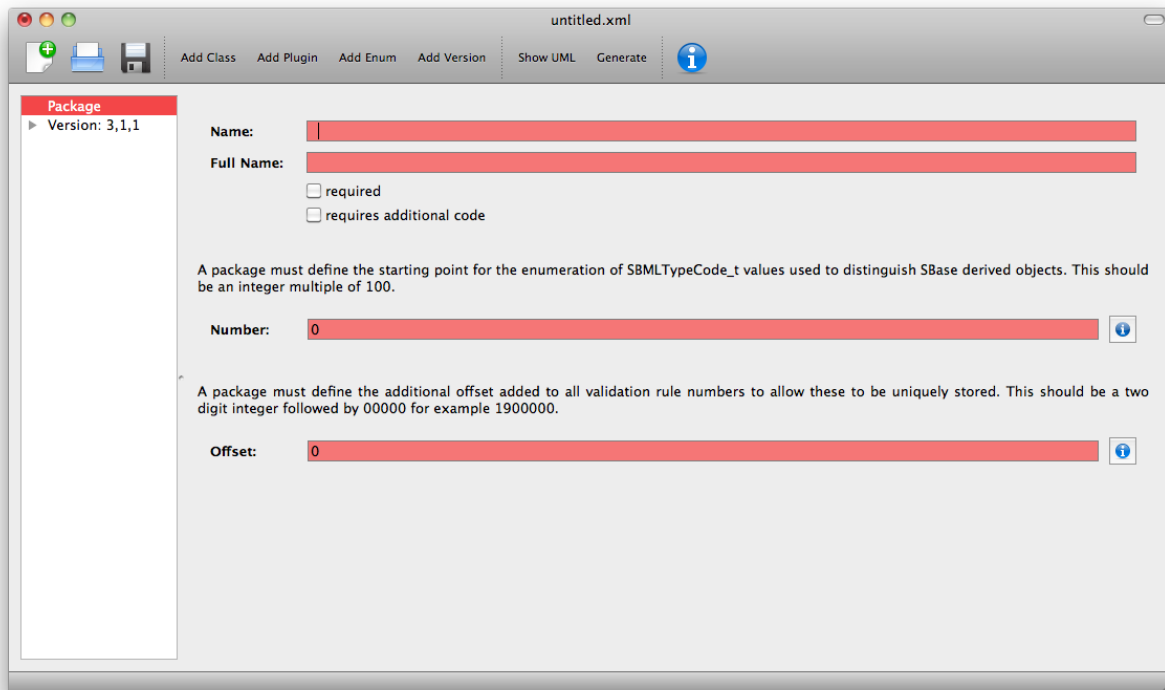 untitled.xml
Add Class Add Plugin Add Enum Add Version Show UML Generate
Package
Version: 3,1,1
Name:
Full Name:
required
requires additional code
A package must define the starting point for the enumeration of SBMLTypeCode_t values used to distinguish SBase derived objects. This should
be an integer multiple of 100.
Number: 0
A package must define the additional offset added to all validation rule numbers to allow these to be uniquely stored. This should be a two
digit integer followed by 00000 for example 1900000.
Offset: 0